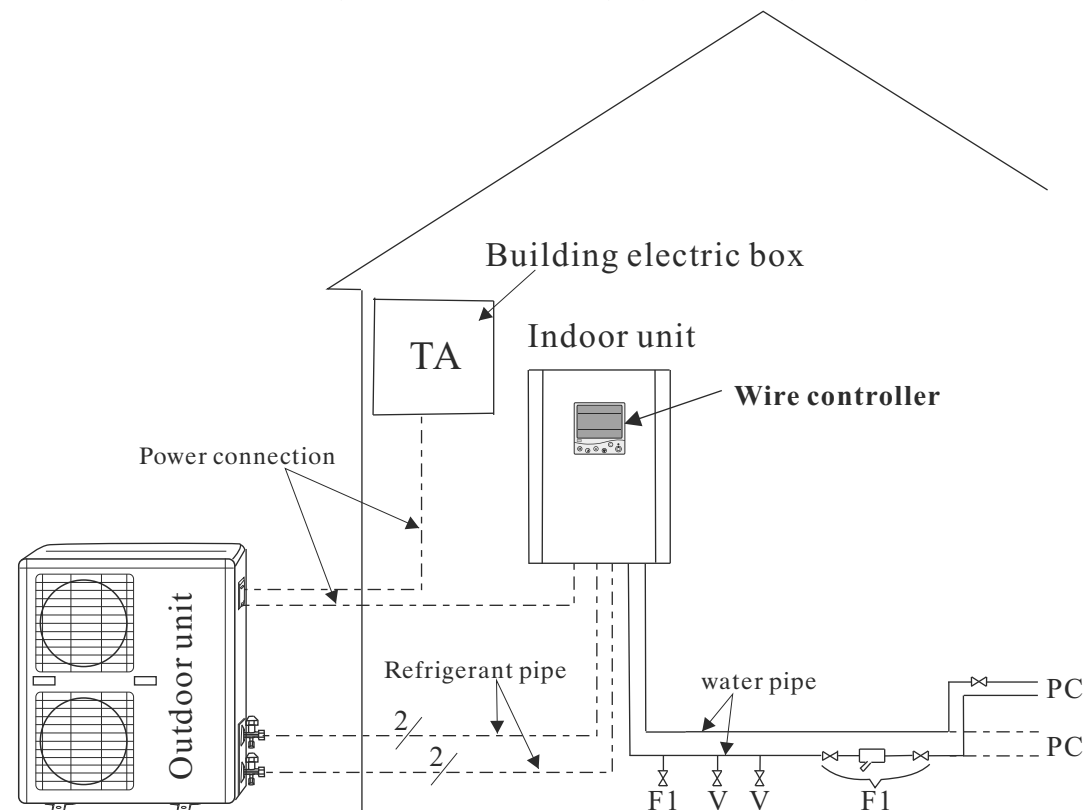 Building electric box
TA
Indoor unit
Wire controller
Power connection
Outdoor unit
Refrigerant pipe
water pipe
PC
2
PC
2
F1
V
V
F1